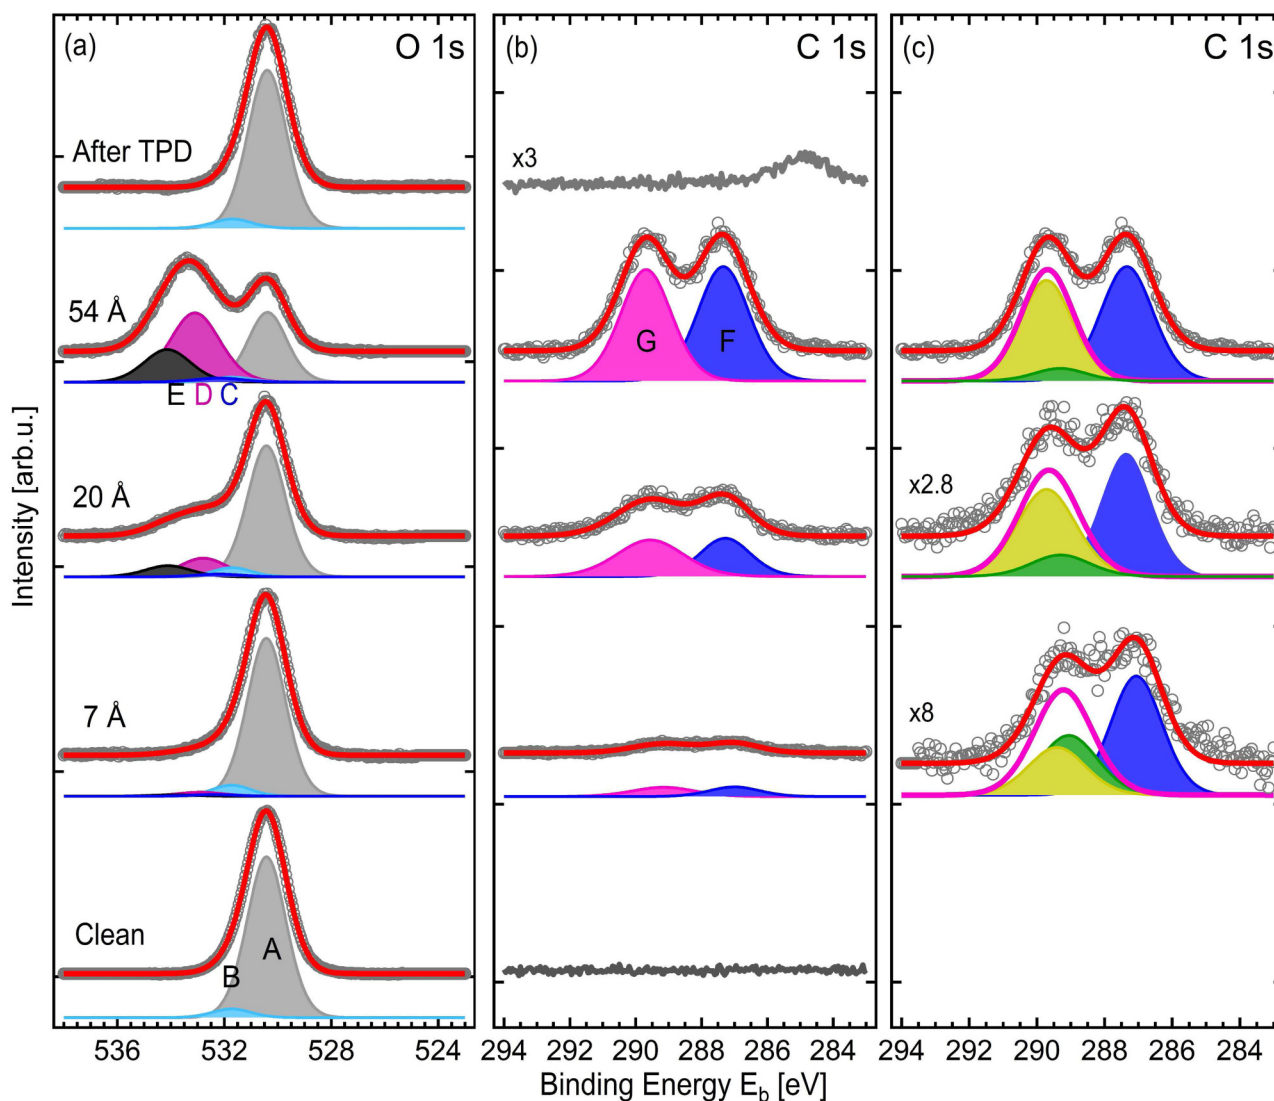 (a) O 1s
(b) C 1s
(c) C 1s
After TPD
x3
54 Å
E D C
G F
20 Å
x2.8
7 Å
x8
Clean
B A
536 532 528 524
294 292 290 288 286 284
294 292 290 288 286 284
Binding Energy E_b [eV]
Intensity [arb.u.]